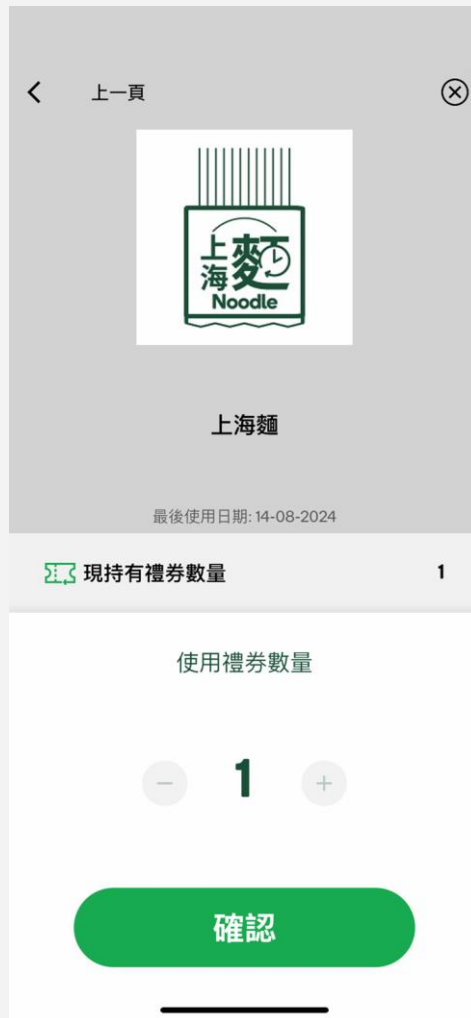 上一頁
上海麵
Noodle
上海麵
最後使用日期: 14-08-2024
現持有禮券數量 1
使用禮券數量
− 1 +
確認